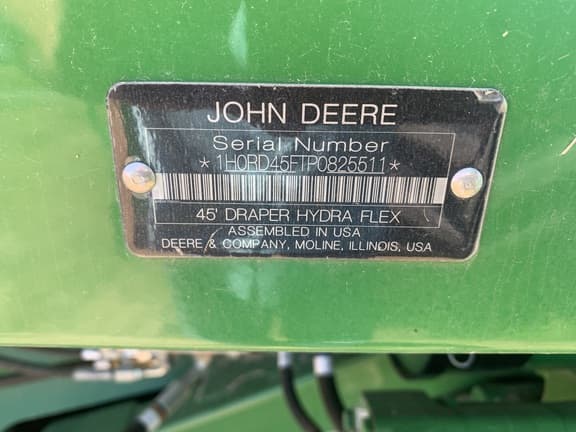 JOHN DEERE
Serial Number
*1H0RD45FTP0825511*
45' DRAPER HYDRA FLEX
ASSEMBLED IN USA
DEERE & COMPANY, MOLINE, ILLINOIS, USA